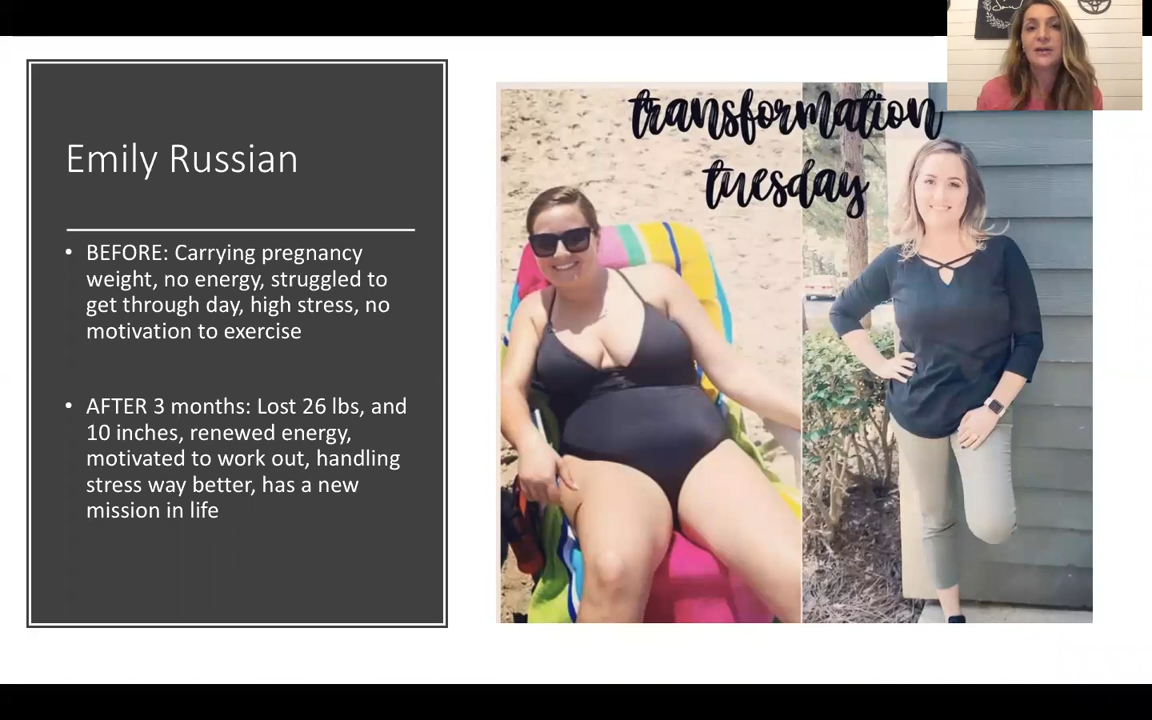 Emily Russian
• BEFORE: Carrying pregnancy
weight, no energy, struggled to
get through day, high stress, no
motivation to exercise
• AFTER 3 months: Lost 26 lbs, and
10 inches, renewed energy,
motivated to work out, handling
stress way better, has a new
mission in life
transformation
tuesday